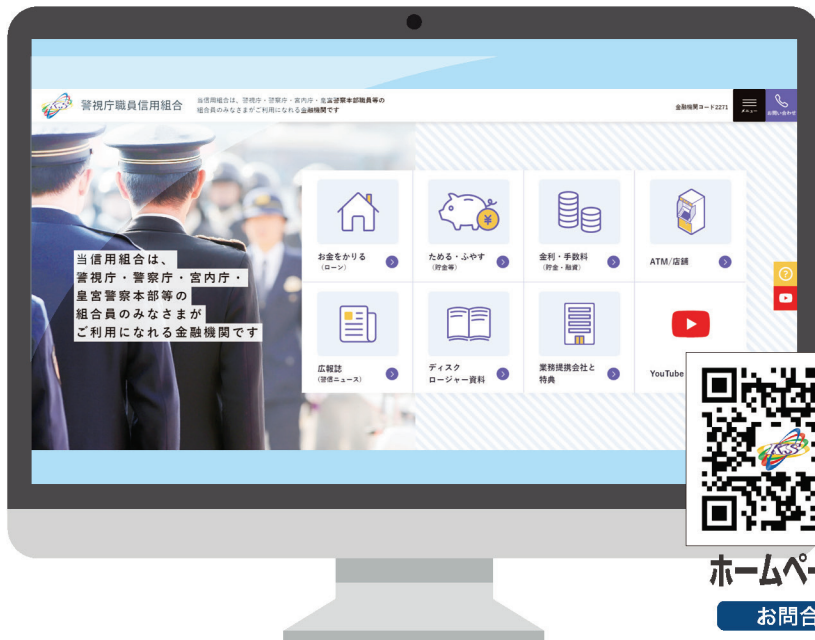 警視庁職員信用組合
当信用組合は、警視庁・警察庁・宮内庁・皇宮警察本部職員等の
組合員のみなさまがご利用になれる金融機関です
金融機関コード2271
メニュー
お問い合わせ
当信用組合は、
警視庁・警察庁・宮内庁・
皇宮警察本部等の
組合員のみなさまが
ご利用になれる金融機関です
お金をかりる
（ローン）
ためる・ふやす
（貯金等）
金利・手数料
（貯金・融資）
ATM/店舗
広報誌
（警信ニュース）
ディスク
ロージャー資料
業務提携会社と
特典
YouTube
ホームペー
お問合